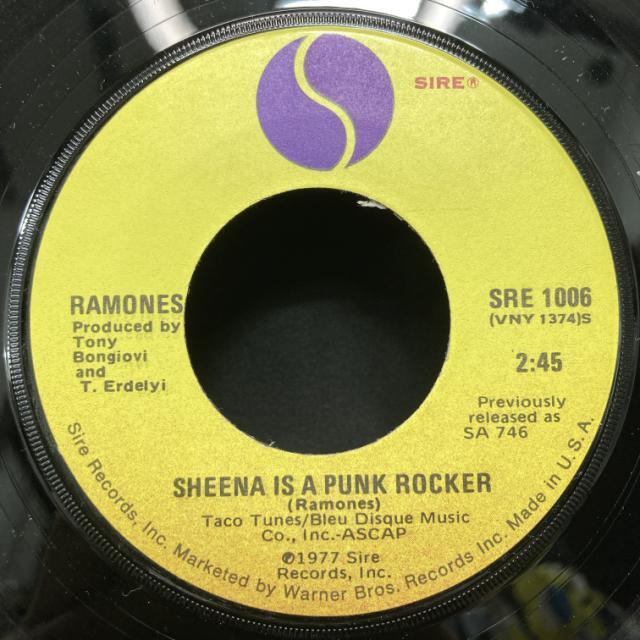 SIRE®
RAMONES
Produced by
Tony
Bongiovi
and
T. Erdelyi
SRE 1006
(VNY 1374)S
2:45
Previously
released as
SA 746
SHEENA IS A PUNK ROCKER
(Ramones)
Taco Tunes/Bleu Disque Music
Co., Inc.-ASCAP
℗1977 Sire
Records, Inc.
Sire Records, Inc. Marketed by Warner Bros. Records Inc. Made in U.S.A.